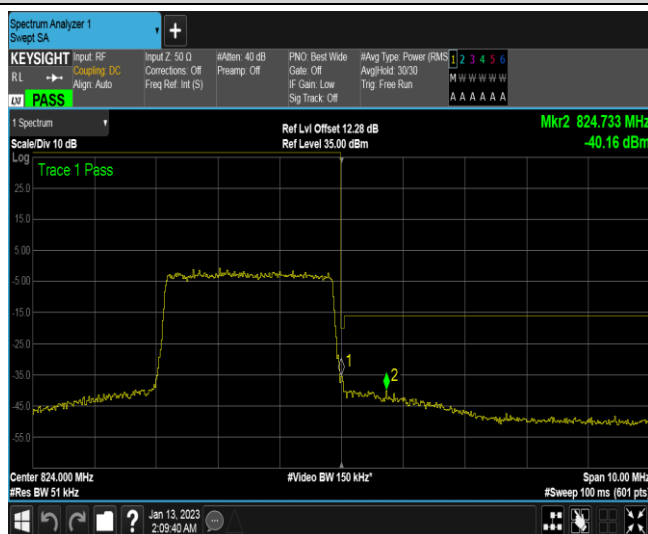 Spectrum Analyzer 1
Swept SA
+
KEYSIGHT
RL
LXI PASS
Input: RF
Coupling: DC
Align: Auto
Input Z: 50 Ω
Corrections: Off
Freq Ref: Int (S)
#Atten: 40 dB
Preamp: Off
PNO: Best Wide
Gate: Off
IF Gain: Low
Sig Track: Off
#Avg Type: Power (RMS
Avg|Hold: 30/30
Trig: Free Run
1 2 3 4 5 6
M W W W W W
A A A A A A
1 Spectrum
Scale/Div 10 dB
Ref Lvl Offset 12.28 dB
Ref Level 35.00 dBm
Mkr2 824.733 MHz
-40.16 dBm
Log
Trace 1 Pass
25.0
15.0
5.00
-5.00
-15.0
-25.0
-35.0
-45.0
-55.0
1
2
Center 824.000 MHz
#Res BW 51 kHz
#Video BW 150 kHz*
Span 10.00 MHz
#Sweep 100 ms (601 pts)
?
Jan 13, 2023
2:09:40 AM